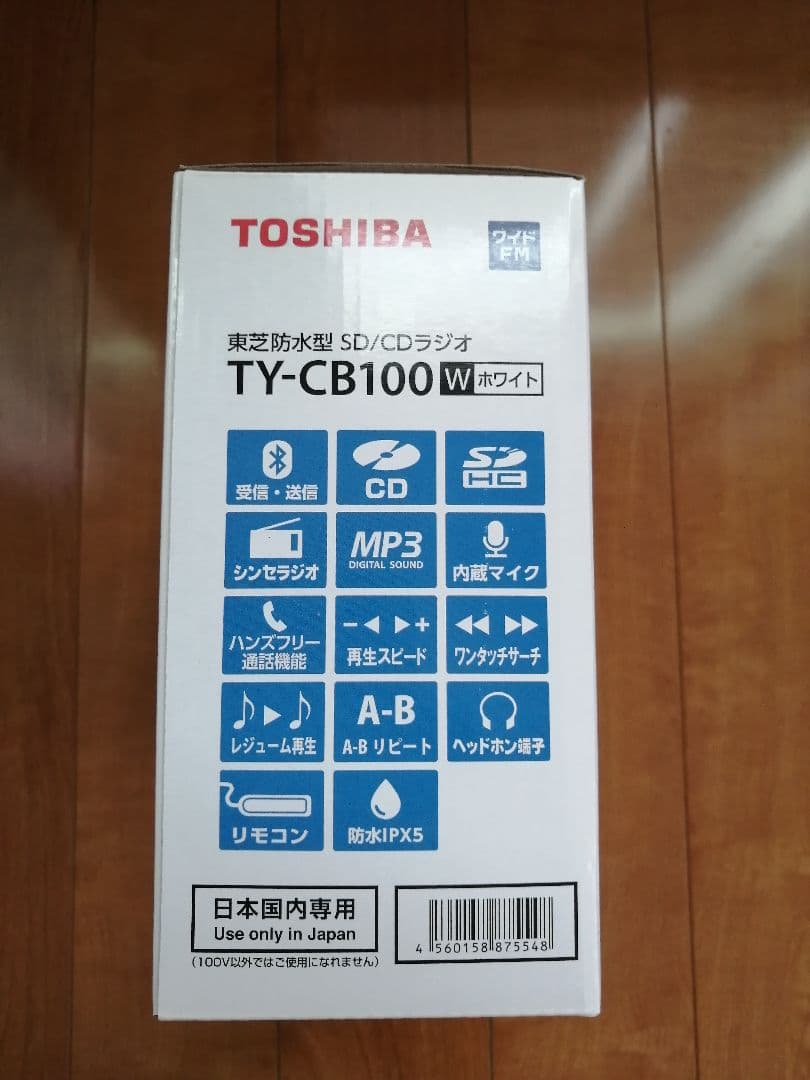 TOSHIBA
ワイド
FM
東芝防水型 SD/CDラジオ
TY-CB100 W ホワイト
受信・送信
CD
SD
HC
シンセラジオ
MP3
DIGITAL SOUND
内蔵マイク
ハンズフリー
通話機能
−◀ ▶+
再生スピード
ワンタッチサーチ
♪▶♪
レジューム再生
A-B
A-B リピート
ヘッドホン端子
リモコン
防水IPX5
日本国内専用
Use only in Japan
(100V以外ではご使用になれません)
4 560158 875548